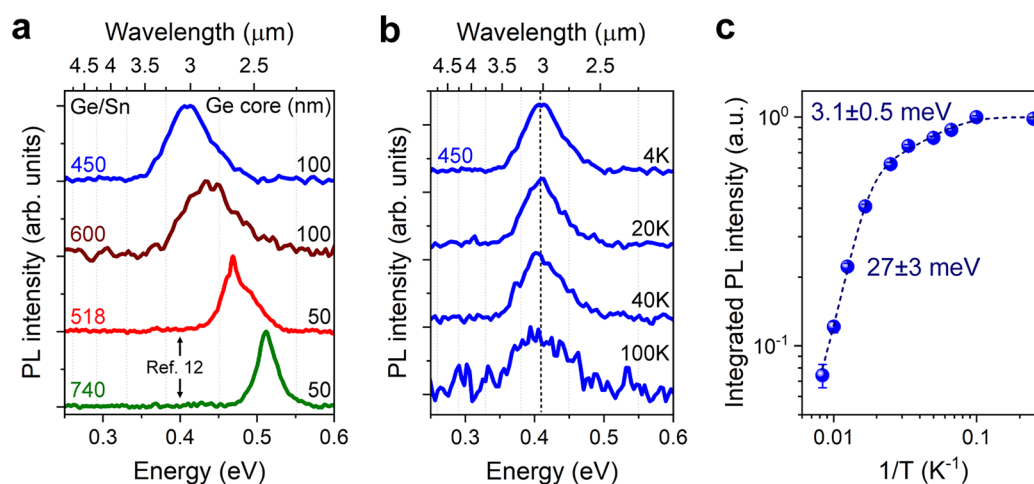 a
Wavelength (μm)
4.5 4 3.5 3 2.5
Ge/Sn Ge core (nm)
450 100
600 100
518 50
Ref. 12
740 50
PL intensity (arb. units)
0.3 0.4 0.5 0.6
Energy (eV)
b
Wavelength (μm)
4.5 4 3.5 3 2.5
450 4K
20K
40K
100K
PL intensity (arb. units)
0.3 0.4 0.5 0.6
Energy (eV)
c
10⁰
3.1±0.5 meV
27±3 meV
10⁻¹
Integrated PL intensity (a.u.)
0.01 0.1
1/T (K⁻¹)